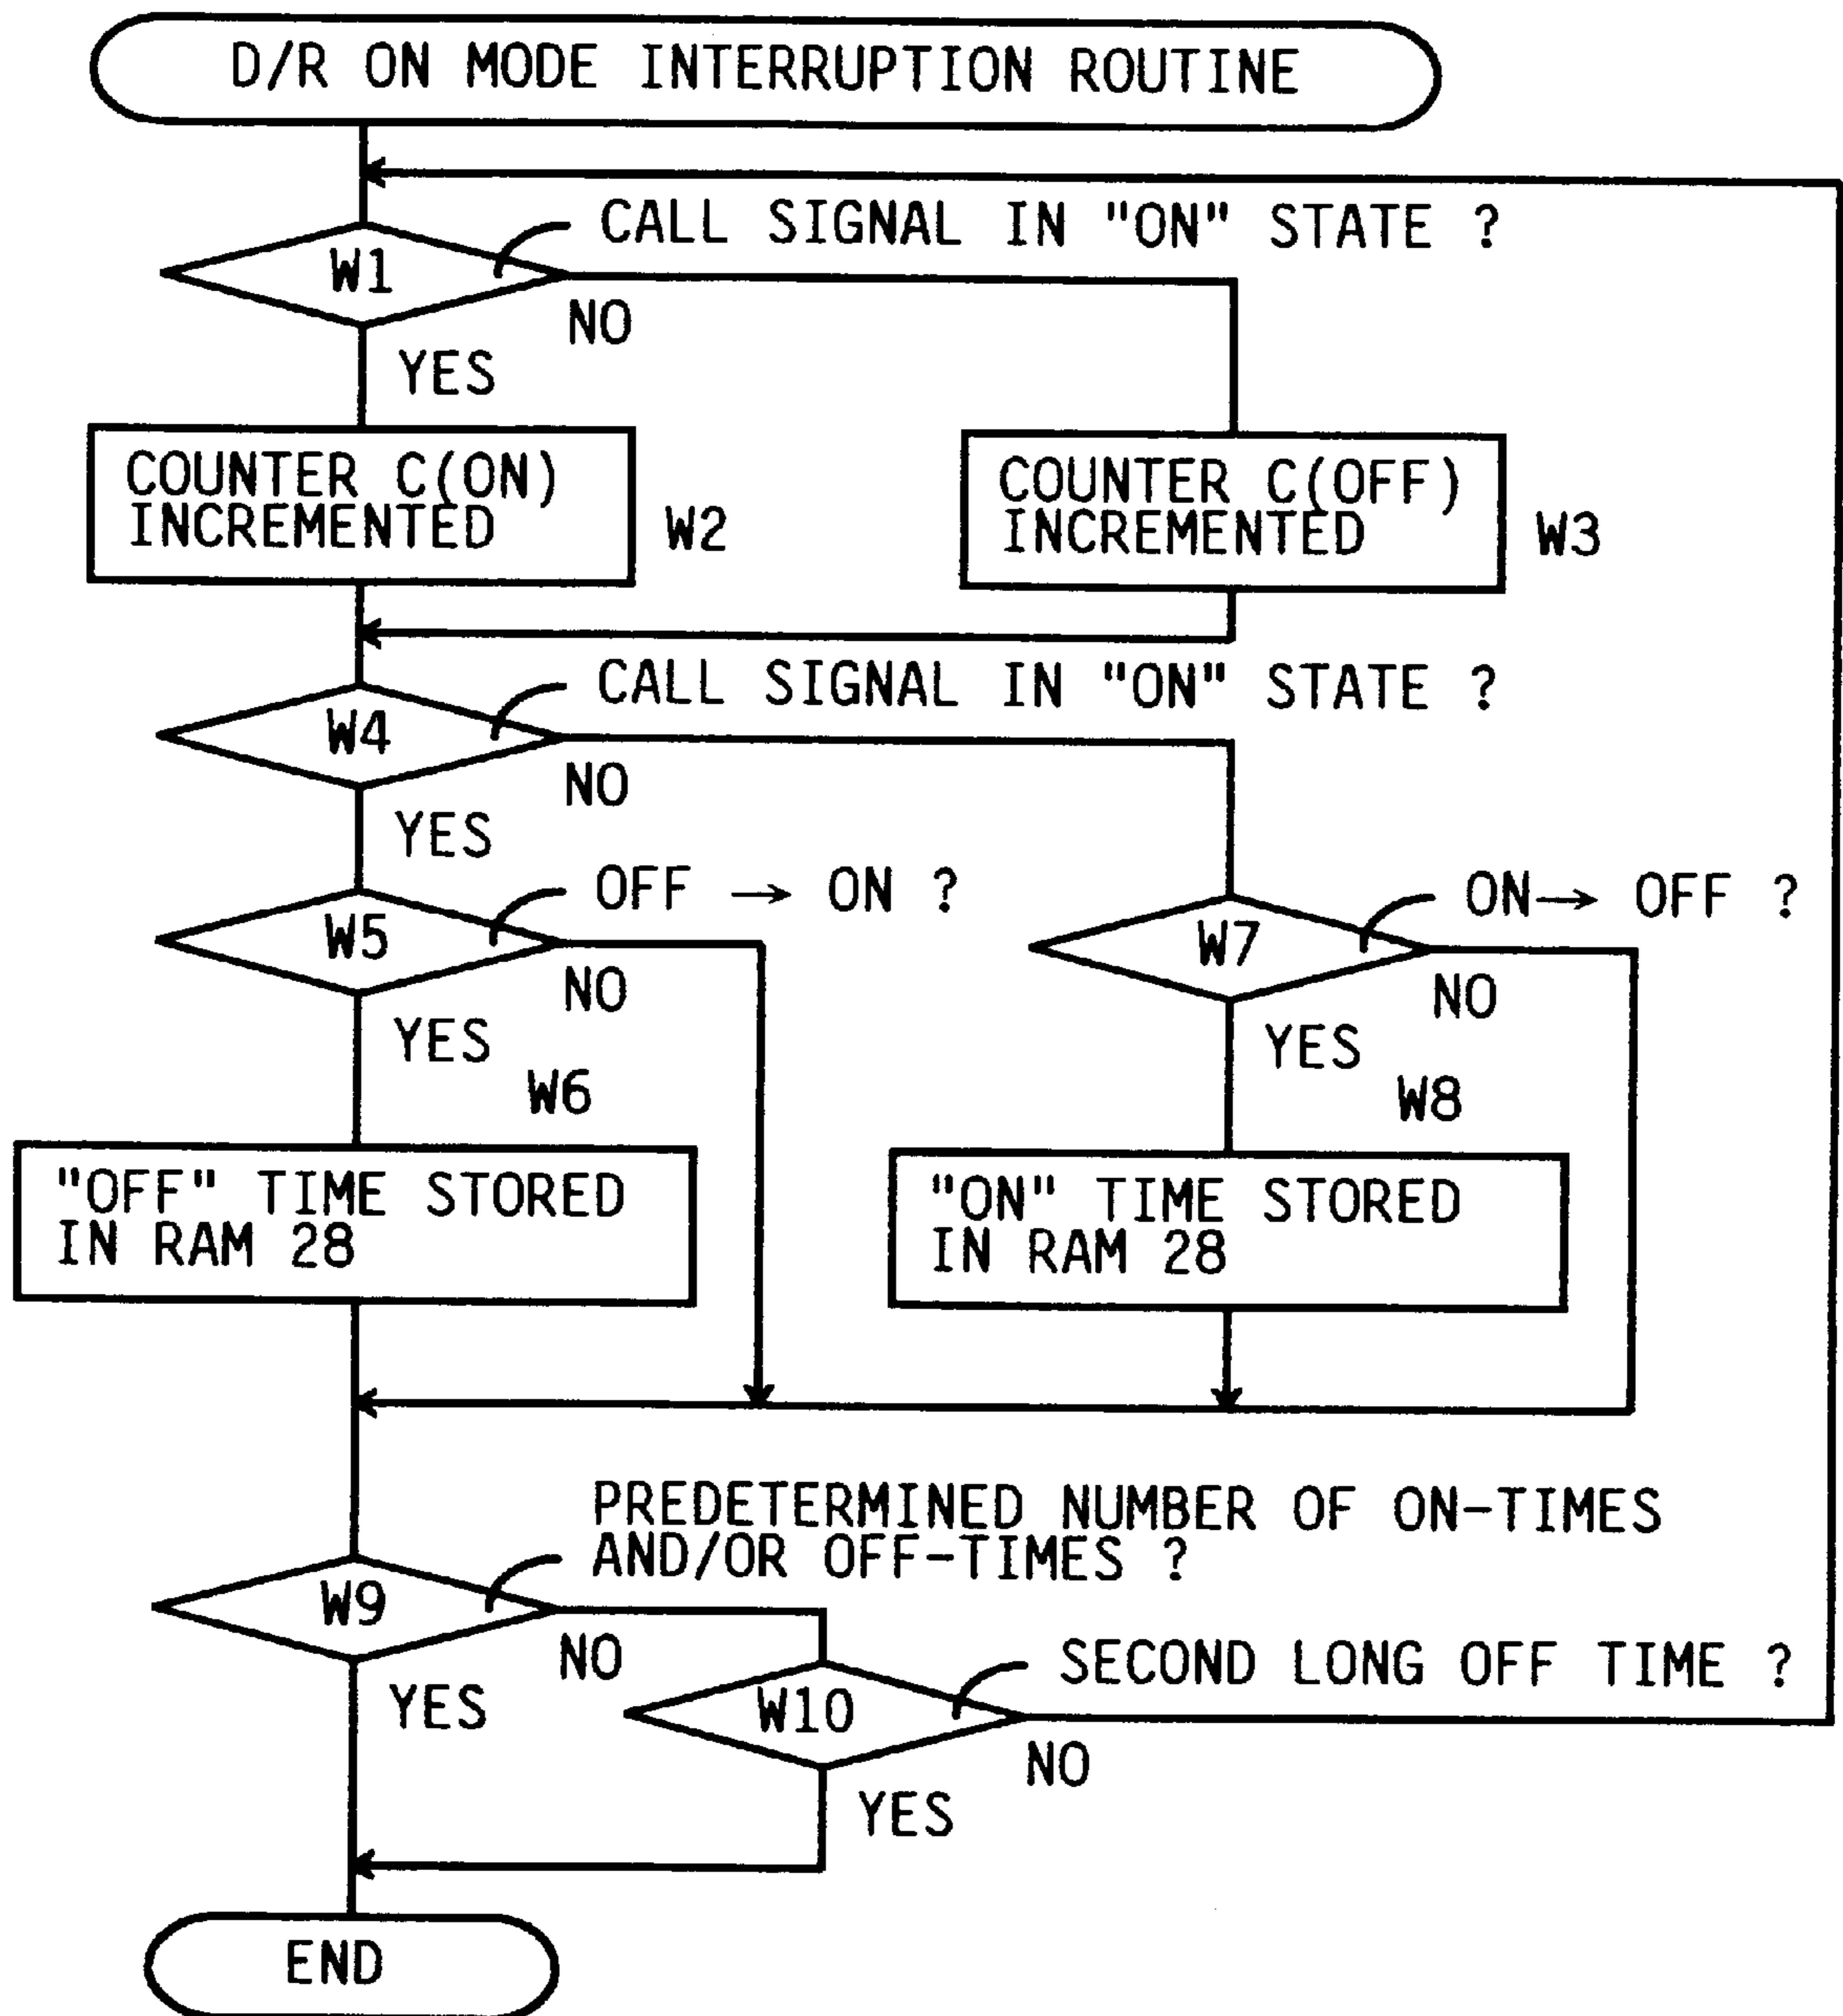 D/R ON MODE INTERRUPTION ROUTINE
CALL SIGNAL IN "ON" STATE ?
W1
NO
YES
COUNTER C(ON)
INCREMENTED
W2
COUNTER C(OFF)
INCREMENTED
W3
CALL SIGNAL IN "ON" STATE ?
W4
NO
YES
OFF → ON ?
W5
NO
YES
ON→ OFF ?
W7
NO
YES
W6
"OFF" TIME STORED
IN RAM 28
W8
"ON" TIME STORED
IN RAM 28
PREDETERMINED NUMBER OF ON-TIMES
AND/OR OFF-TIMES ?
W9
NO
YES
SECOND LONG OFF TIME ?
W10
NO
YES
END